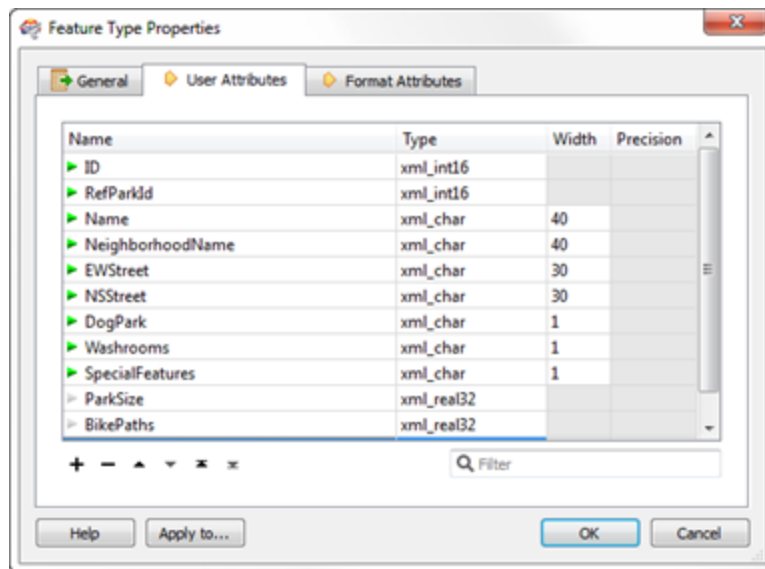 Feature Type Properties
General User Attributes Format Attributes
Name Type Width Precision
ID xml_int16
RefParkId xml_int16
Name xml_char 40
NeighborhoodName xml_char 40
EWStreet xml_char 30
NSStreet xml_char 30
DogPark xml_char 1
Washrooms xml_char 1
SpecialFeatures xml_char 1
ParkSize xml_real32
BikePaths xml_real32
Filter
Help Apply to... OK Cancel